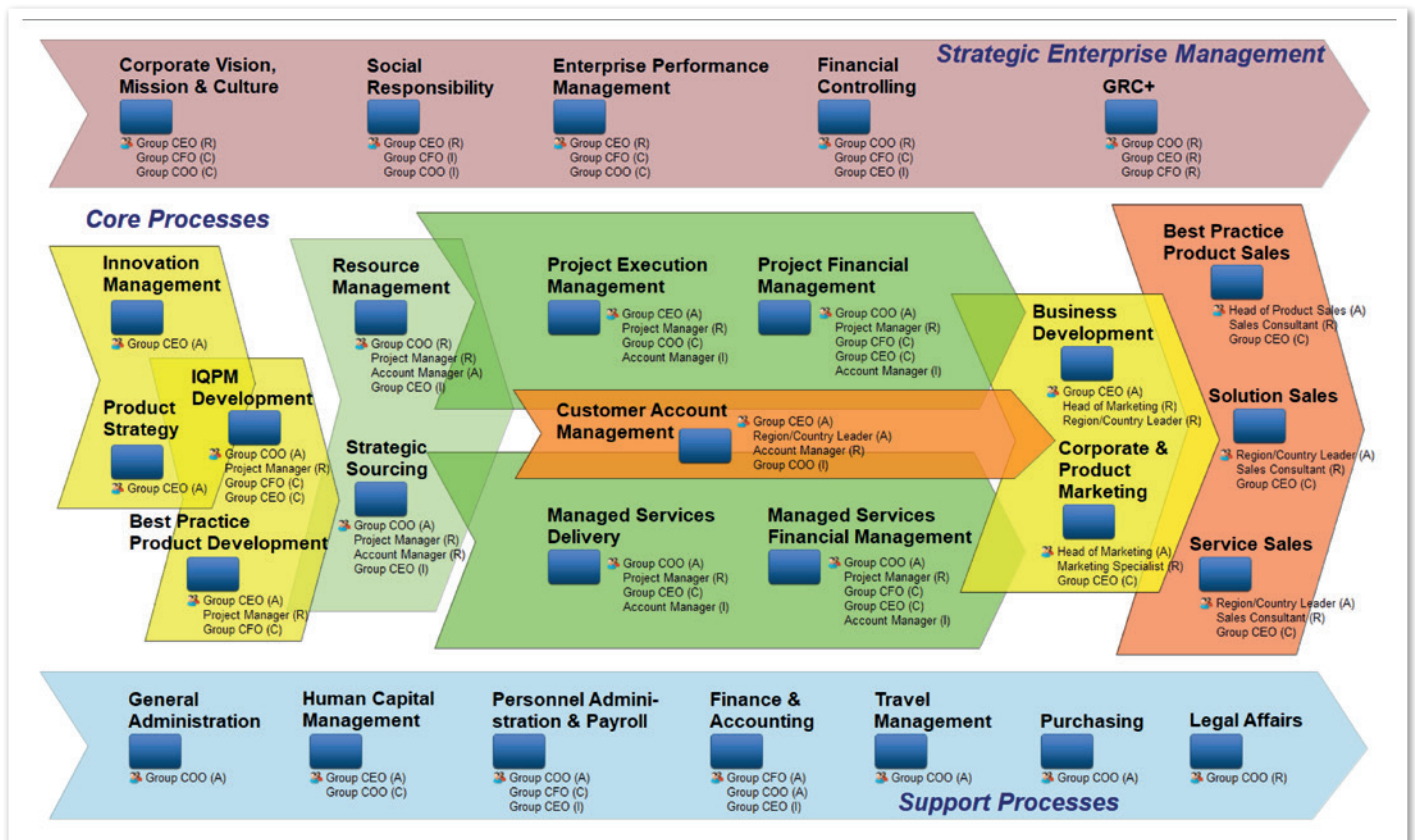 Strategic Enterprise Management
Corporate Vision,
Mission & Culture
Group CEO (R)
Group CFO (C)
Group COO (C)
Social
Responsibility
Group CEO (R)
Group CFO (I)
Group COO (I)
Enterprise Performance
Management
Group CEO (R)
Group CFO (C)
Group COO (C)
Financial
Controlling
Group COO (R)
Group CFO (C)
Group CEO (I)
GRC+
Group COO (R)
Group CEO (R)
Group CFO (R)
Core Processes
Innovation
Management
Group CEO (A)
Product
Strategy
Group CEO (A)
IQPM
Development
Group COO (A)
Project Manager (R)
Group CFO (C)
Group CEO (C)
Best Practice
Product Development
Group CEO (A)
Project Manager (R)
Group CFO (C)
Resource
Management
Group COO (R)
Project Manager (R)
Account Manager (A)
Group CEO (I)
Strategic
Sourcing
Group COO (A)
Project Manager (R)
Account Manager (R)
Group CEO (I)
Project Execution
Management
Group CEO (A)
Project Manager (R)
Group COO (C)
Account Manager (I)
Project Financial
Management
Group COO (A)
Project Manager (R)
Group CFO (C)
Group CEO (C)
Account Manager (I)
Customer Account
Management
Group CEO (A)
Region/Country Leader (A)
Account Manager (R)
Group COO (I)
Managed Services
Delivery
Group COO (A)
Project Manager (R)
Group CEO (C)
Account Manager (I)
Managed Services
Financial Management
Group COO (A)
Project Manager (R)
Group CFO (C)
Group CEO (C)
Account Manager (I)
Business
Development
Group CEO (A)
Head of Marketing (R)
Region/Country Leader (R)
Corporate &
Product
Marketing
Head of Marketing (A)
Marketing Specialist (R)
Group CEO (C)
Best Practice
Product Sales
Head of Product Sales (A)
Sales Consultant (R)
Group CEO (C)
Solution Sales
Region/Country Leader (A)
Sales Consultant (R)
Group CEO (C)
Service Sales
Region/Country Leader (A)
Sales Consultant (R)
Group CEO (C)
General
Administration
Group COO (A)
Human Capital
Management
Group CEO (A)
Group COO (C)
Personnel Admini-
stration & Payroll
Group COO (A)
Group CFO (C)
Group CEO (I)
Finance &
Accounting
Group CFO (A)
Group COO (A)
Group CEO (I)
Travel
Management
Group COO (A)
Purchasing
Group COO (A)
Legal Affairs
Group COO (R)
Support Processes